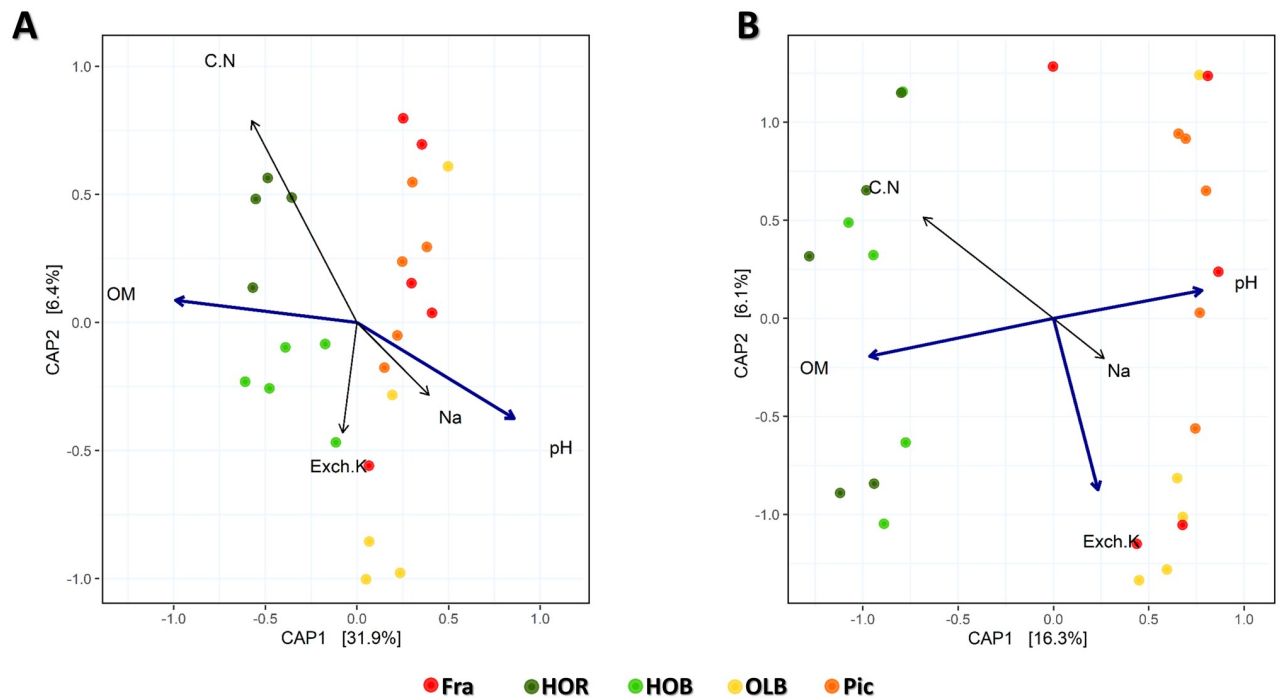 A
B
C.N
OM
Na
pH
Exch.K
1.0
0.5
0.0
-0.5
-1.0
CAP2 [6.4%]
-1.0 -0.5 0.0 0.5 1.0
CAP1 [31.9%]
C.N
pH
OM
Na
Exch.K
1.0
0.5
0.0
-0.5
-1.0
CAP2 [6.1%]
-1.0 -0.5 0.0 0.5 1.0
CAP1 [16.3%]
Fra HOR HOB OLB Pic